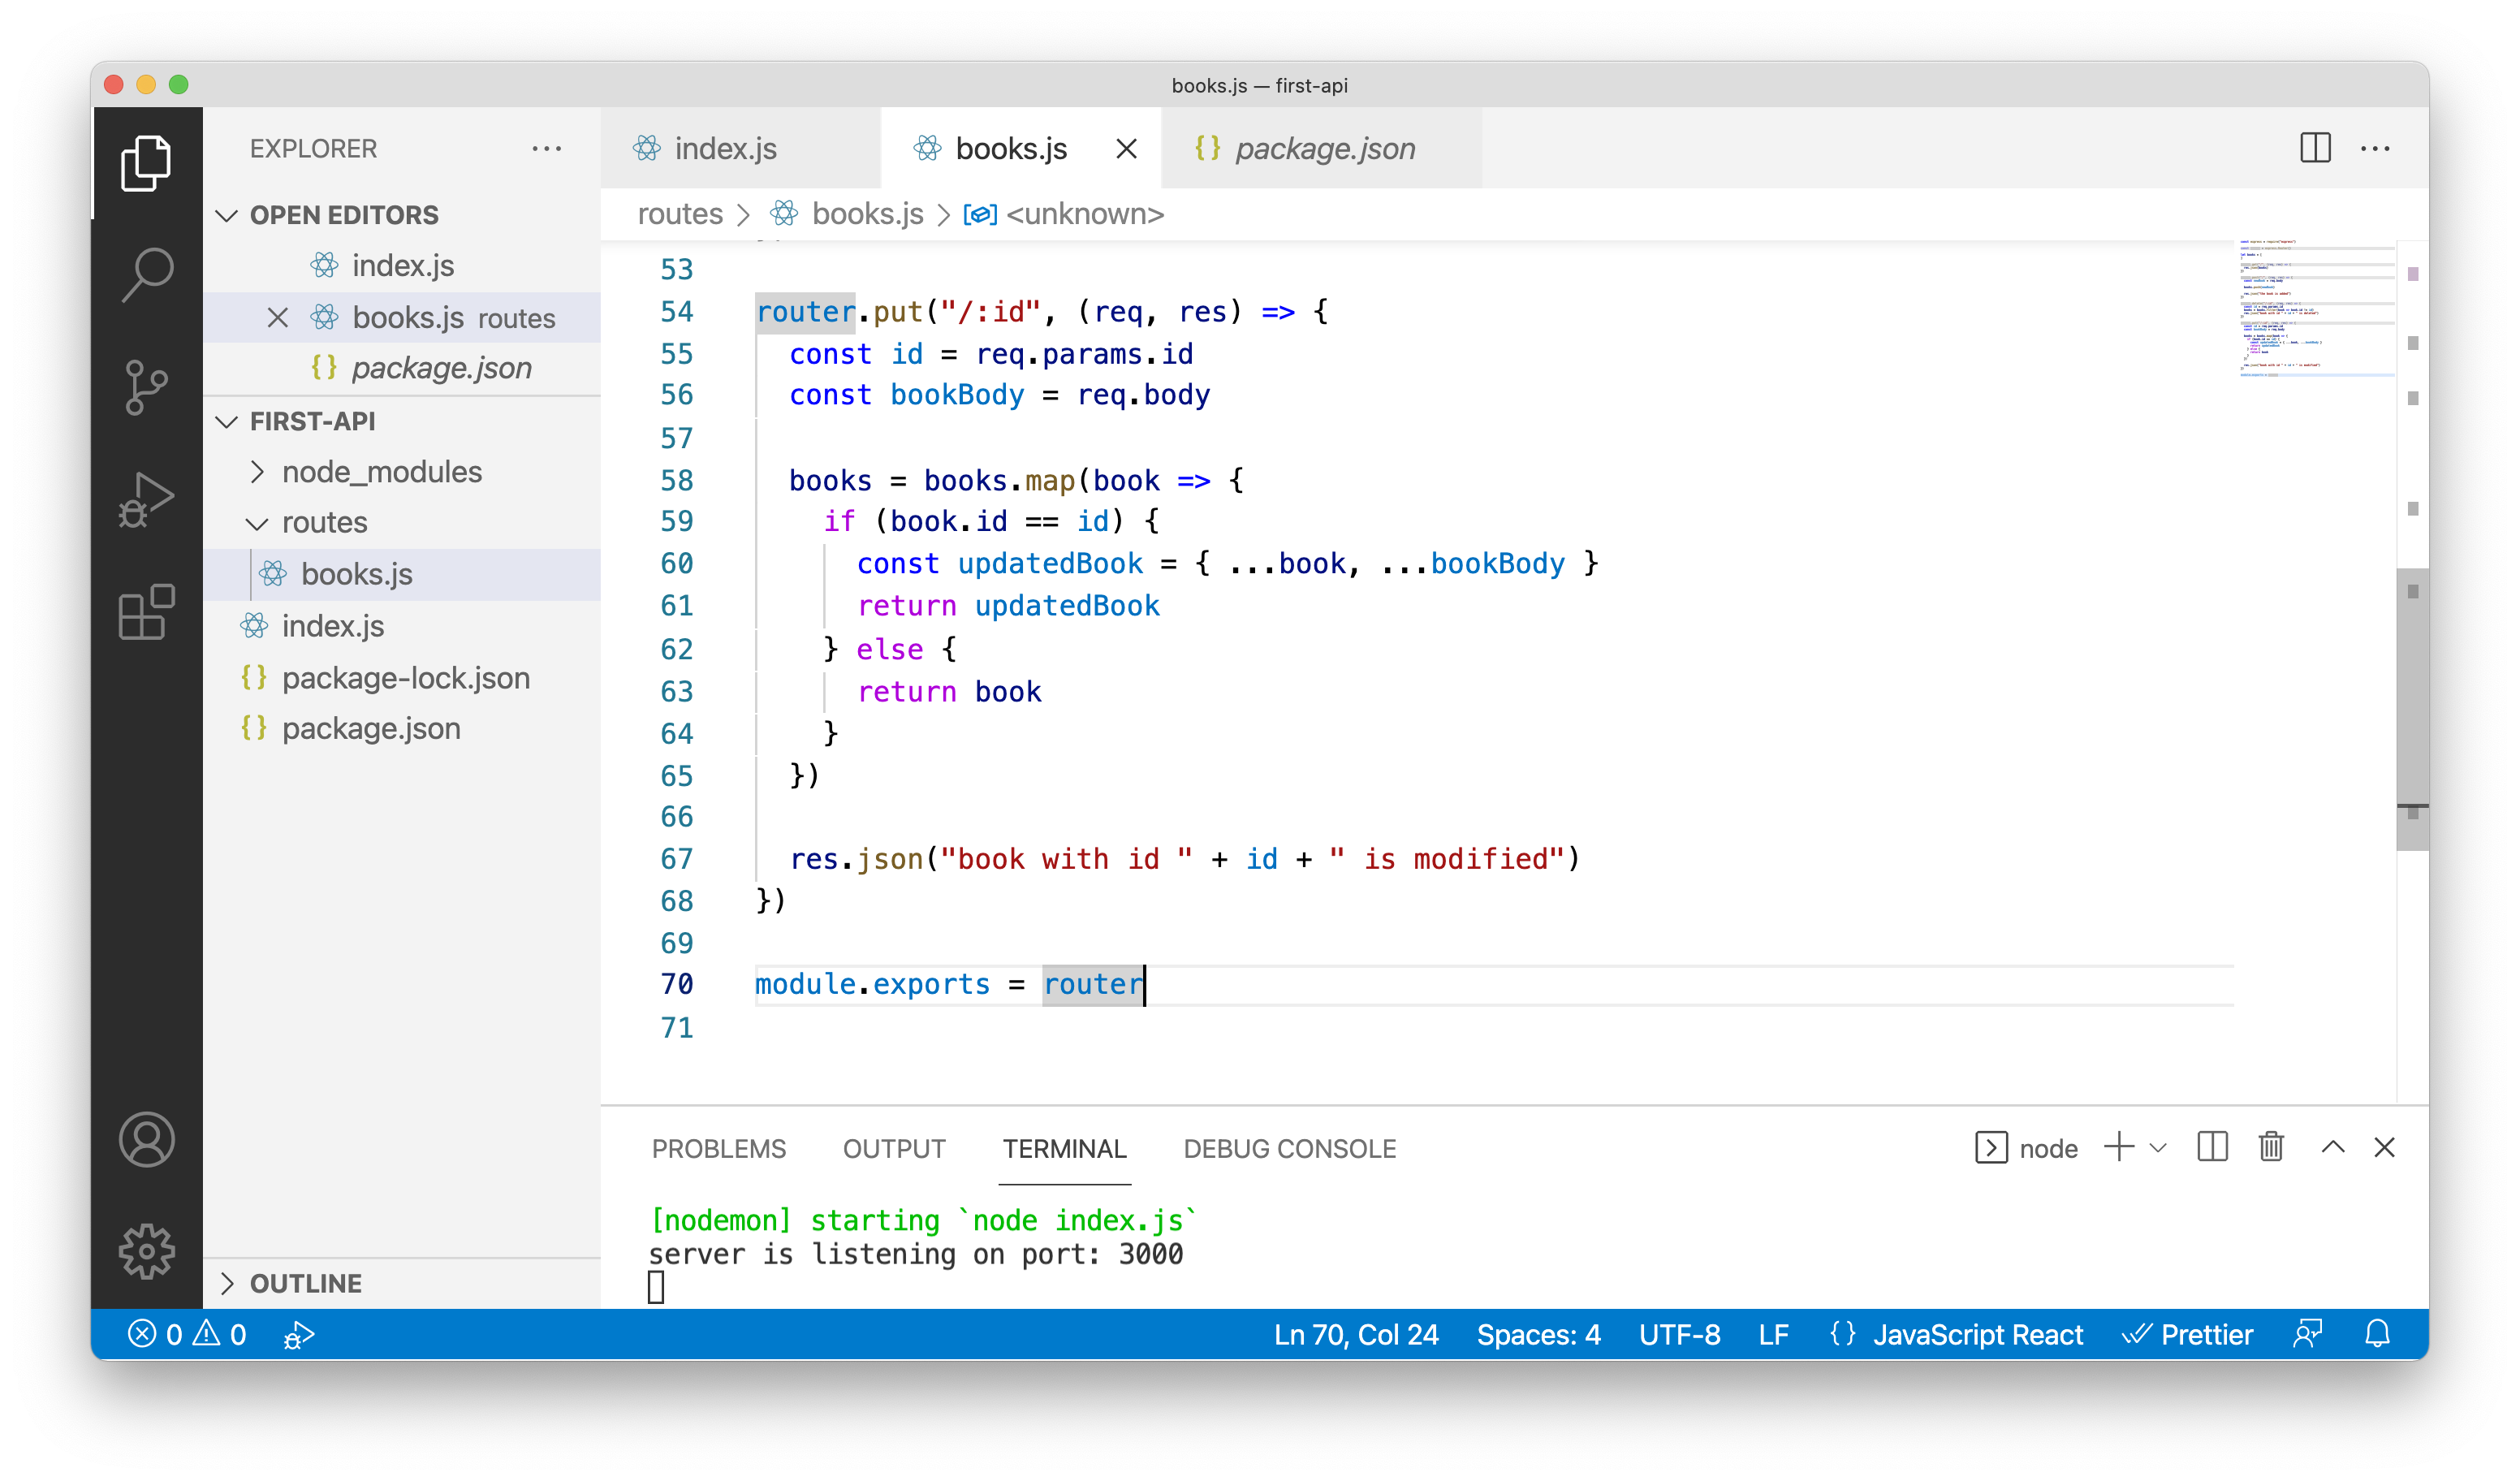 books.js — first-api
EXPLORER
OPEN EDITORS
index.js
books.js routes
package.json
FIRST-API
node_modules
routes
books.js
index.js
package-lock.json
package.json
OUTLINE
index.js
books.js
package.json
routes > books.js > <unknown>
53
54 router.put("/:id", (req, res) => {
55 const id = req.params.id
56 const bookBody = req.body
57
58 books = books.map(book => {
59 if (book.id == id) {
60 const updatedBook = { ...book, ...bookBody }
61 return updatedBook
62 } else {
63 return book
64 }
65 })
66
67 res.json("book with id " + id + " is modified")
68 })
69
70 module.exports = router
71
PROBLEMS OUTPUT TERMINAL DEBUG CONSOLE
node
[nodemon] starting `node index.js`
server is listening on port: 3000
0 0
Ln 70, Col 24 Spaces: 4 UTF-8 LF {} JavaScript React Prettier